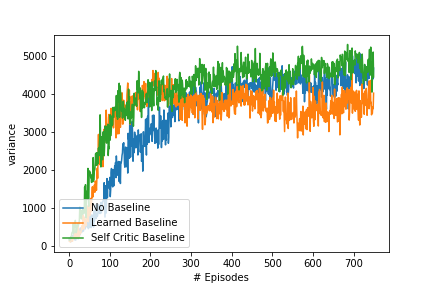 5000
4000
3000
2000
1000
0
variance
No Baseline
Learned Baseline
Self Critic Baseline
0 100 200 300 400 500 600 700
# Episodes